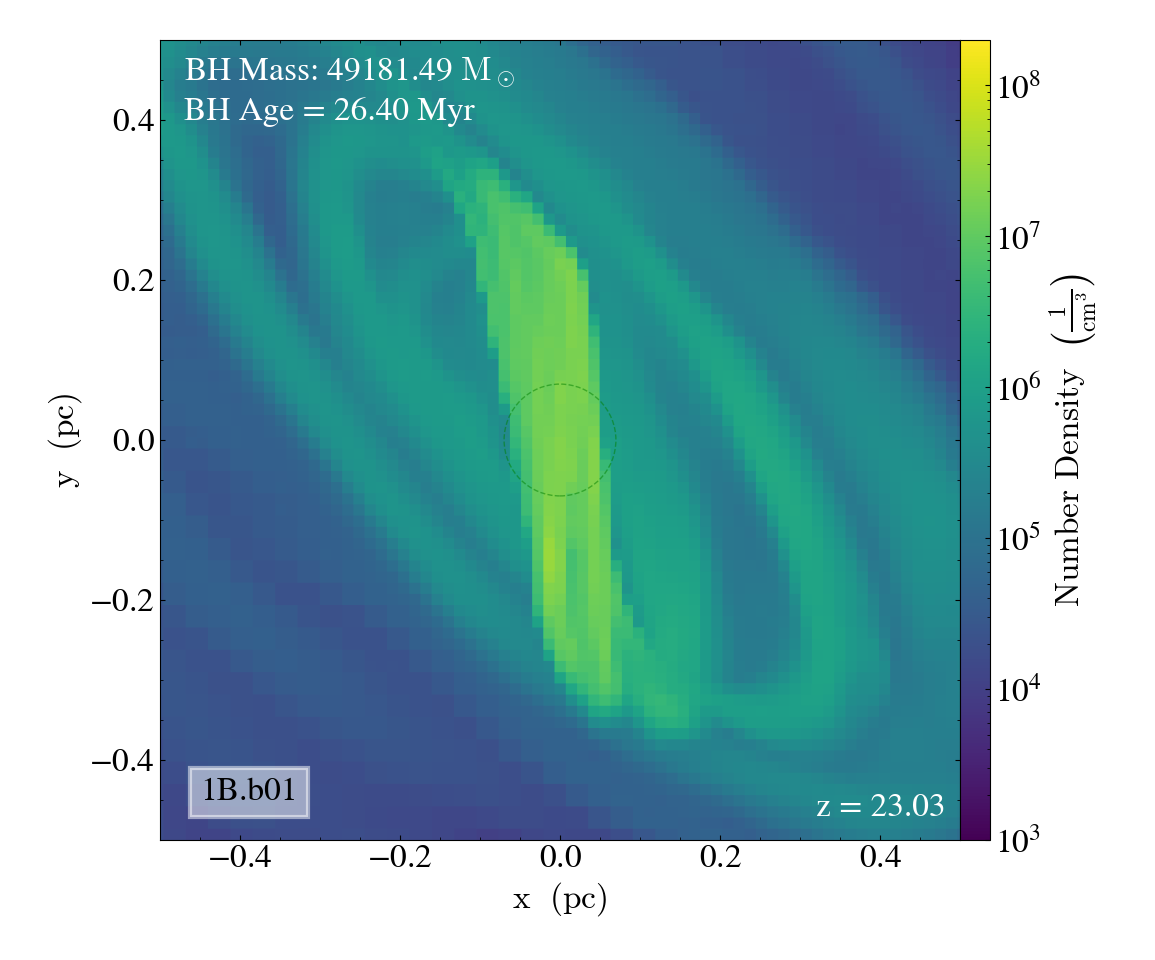 BH Mass: 49181.49 M⊙
BH Age = 26.40 Myr
0.4
0.2
0.0
−0.2
−0.4
y (pc)
1B.b01
z = 23.03
−0.4 −0.2 0.0 0.2 0.4
x (pc)
10⁸
10⁷
10⁶
10⁵
10⁴
10³
Number Density (1/cm³)